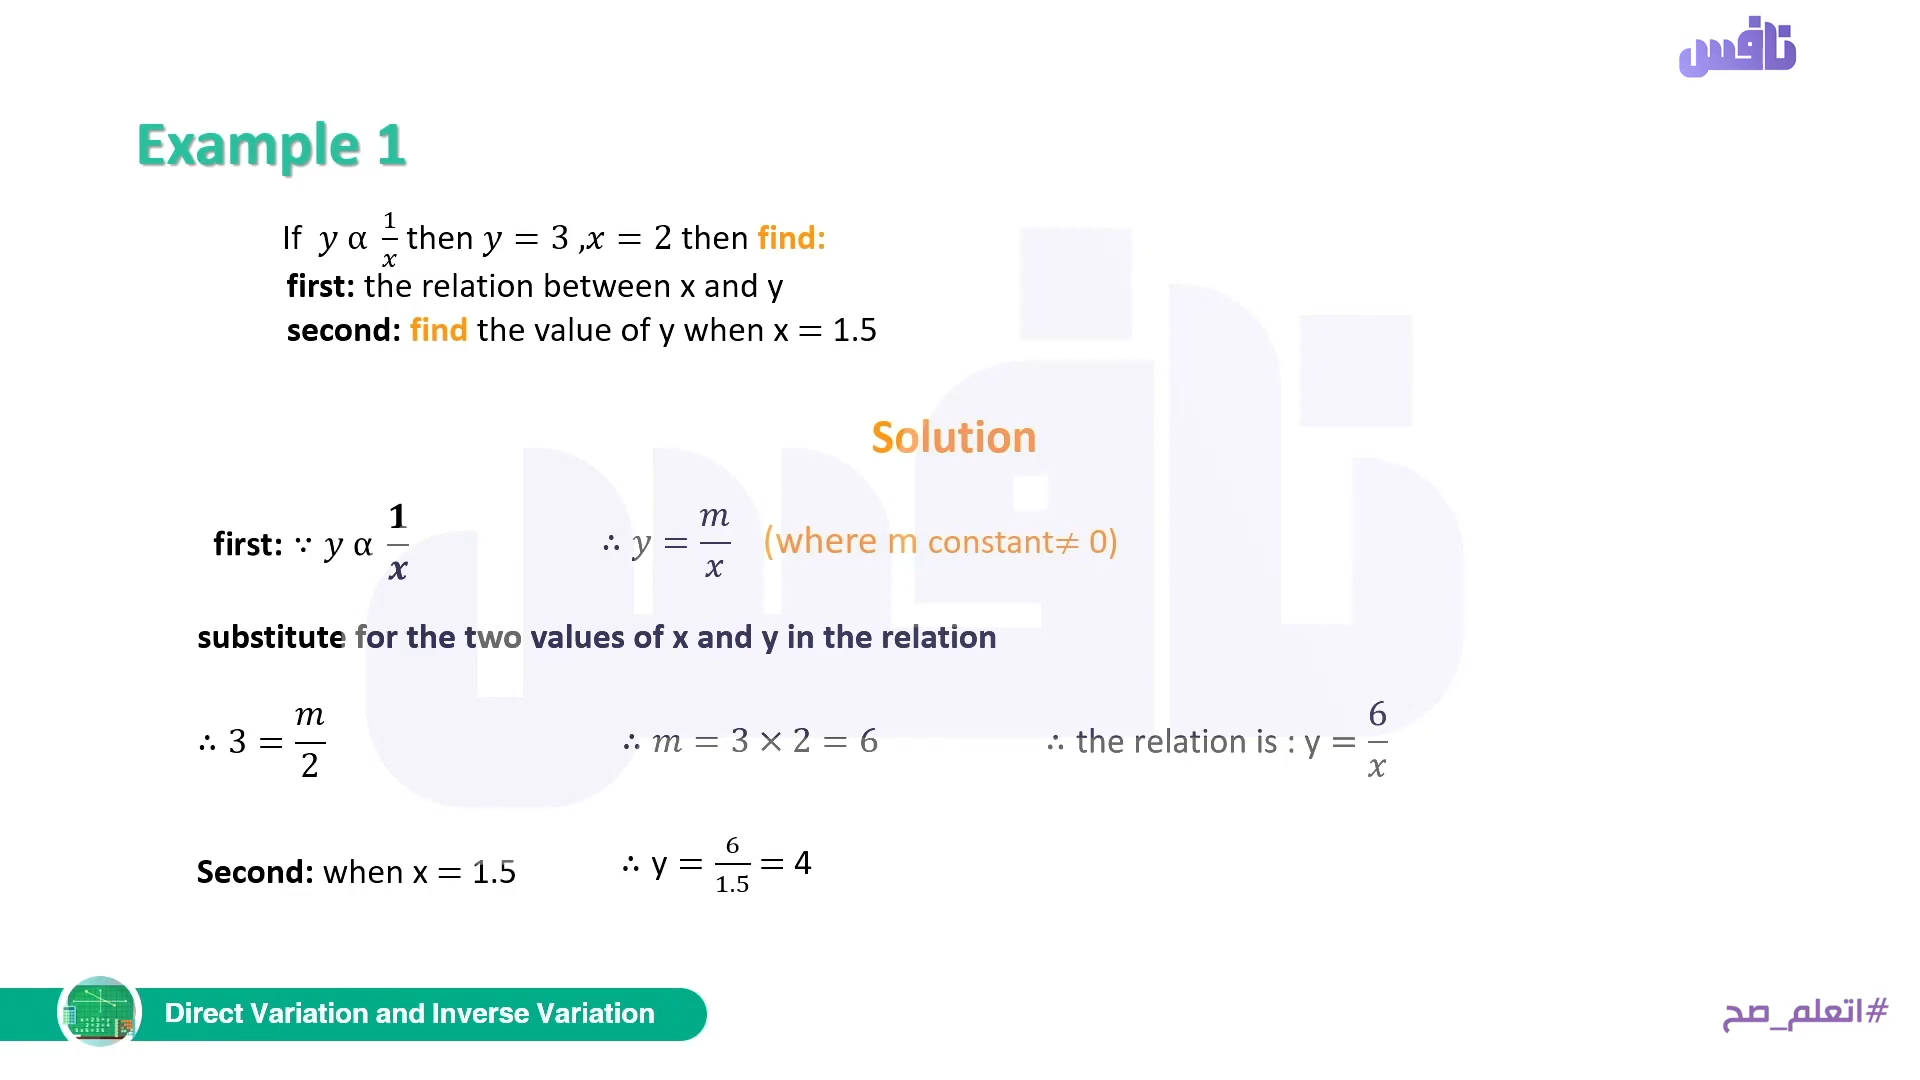 نافس
Example 1
If y α 1/x then y = 3 ,x = 2 then find:
first: the relation between x and y
second: find the value of y when x = 1.5
Solution
first: ∵ y α 1/x ∴ y = m/x (where m constant≠ 0)
substitute for the two values of x and y in the relation
∴ 3 = m/2 ∴ m = 3 × 2 = 6 ∴ the relation is : y = 6/x
Second: when x = 1.5 ∴ y = 6/1.5 = 4
Direct Variation and Inverse Variation
#اتعلم_صح